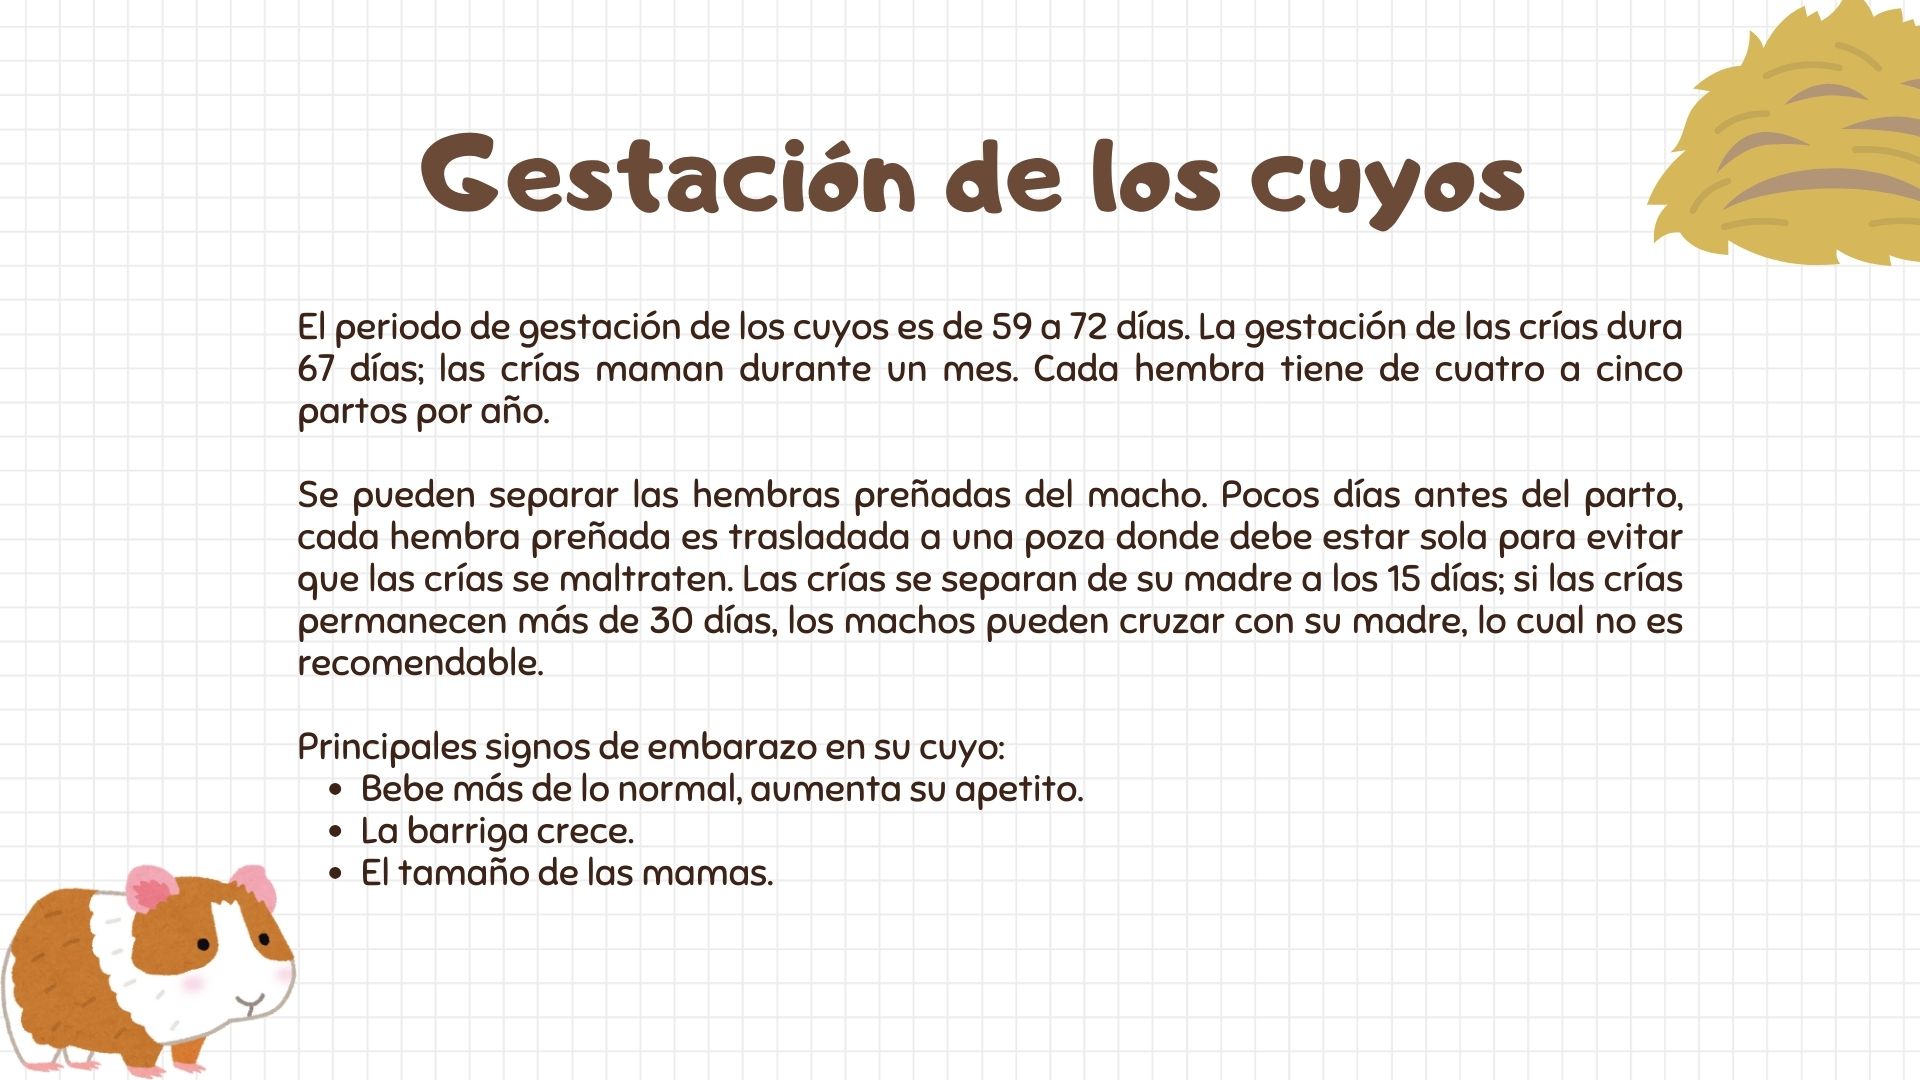 Gestación de los cuyos
El periodo de gestación de los cuyos es de 59 a 72 días. La gestación de las crías dura
67 días; las crías maman durante un mes. Cada hembra tiene de cuatro a cinco
partos por año.
Se pueden separar las hembras preñadas del macho. Pocos días antes del parto,
cada hembra preñada es trasladada a una poza donde debe estar sola para evitar
que las crías se maltraten. Las crías se separan de su madre a los 15 días; si las crías
permanecen más de 30 días, los machos pueden cruzar con su madre, lo cual no es
recomendable.
Principales signos de embarazo en su cuyo:
• Bebe más de lo normal, aumenta su apetito.
• La barriga crece.
• El tamaño de las mamas.